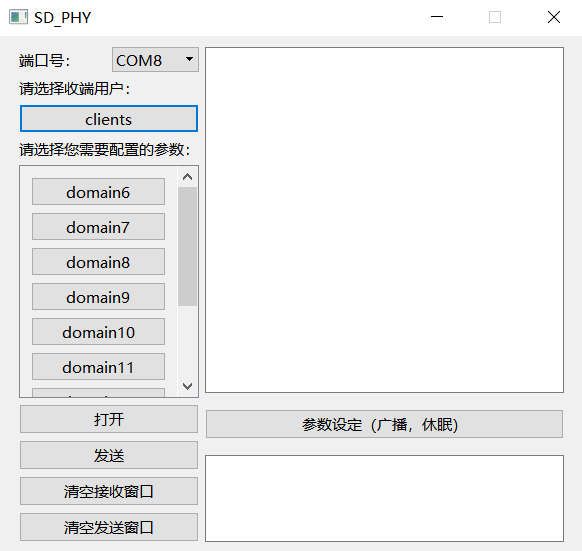 SD_PHY
端口号：
COM8
请选择收端用户：
clients
请选择您需要配置的参数：
domain6
domain7
domain8
domain9
domain10
domain11
打开
发送
清空接收窗口
清空发送窗口
参数设定（广播，休眠）